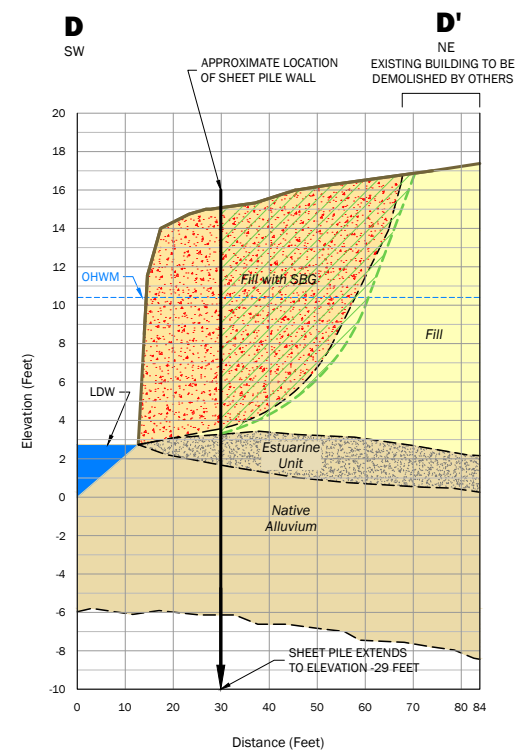 D
SW
D'
NE
APPROXIMATE LOCATION
OF SHEET PILE WALL
EXISTING BUILDING TO BE
DEMOLISHED BY OTHERS
20
18
16
14
12
10
8
6
4
2
0
-2
-4
-6
-8
-10
Elevation (Feet)
OHWM
LDW
Fill with SBG
Fill
Estuarine
Unit
Native
Alluvium
SHEET PILE EXTENDS
TO ELEVATION -29 FEET
0 10 20 30 40 50 60 70 80 84
Distance (Feet)